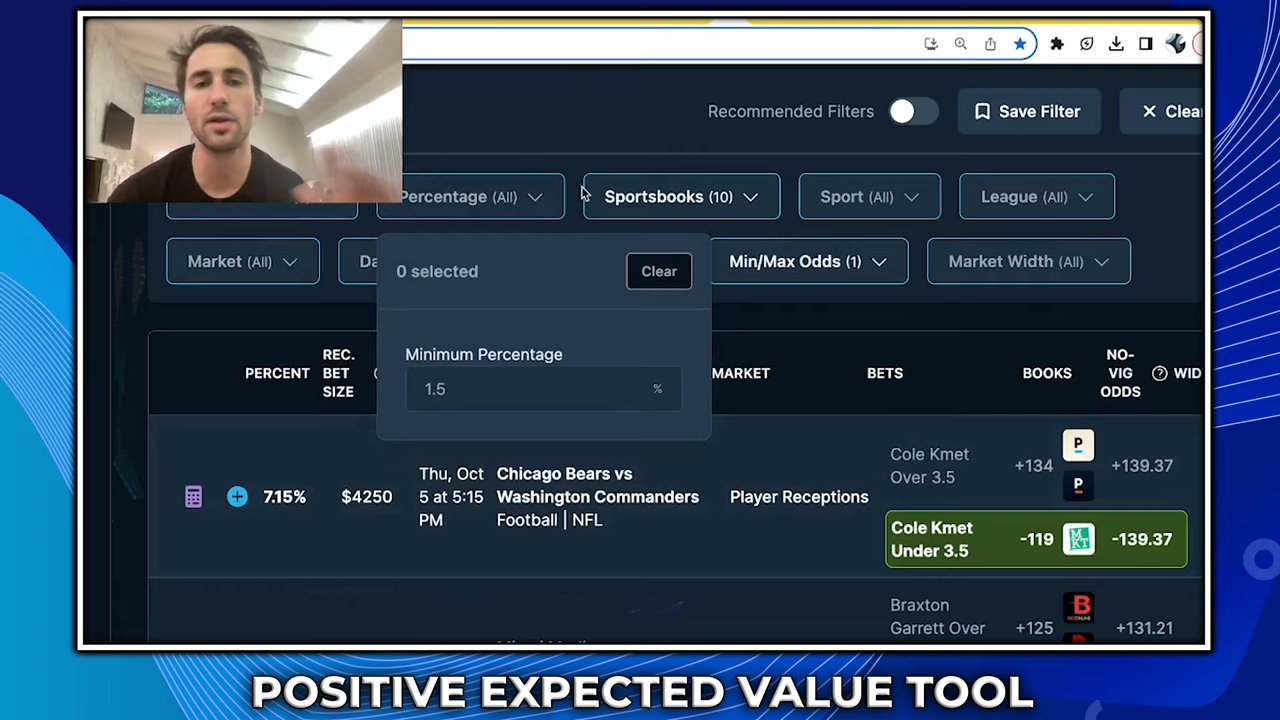 Recommended Filters
Save Filter
Clea
Percentage (All)
Sportsbooks (10)
Sport (All)
League (All)
Market (All)
Da
Min/Max Odds (1)
Market Width (All)
0 selected
Clear
Minimum Percentage
1.5
%
PERCENT
REC.
BET
SIZE
MARKET
BETS
BOOKS
NO-
VIG
ODDS
WID
7.15%
$4250
Thu, Oct
5 at 5:15
PM
Chicago Bears vs
Washington Commanders
Football | NFL
Player Receptions
Cole Kmet
Over 3.5
+134
P
P
+139.37
Cole Kmet
Under 3.5
-119
MKT
-139.37
Braxton
Garrett Over
+125
B
BETONLINE
+131.21
POSITIVE EXPECTED VALUE TOOL